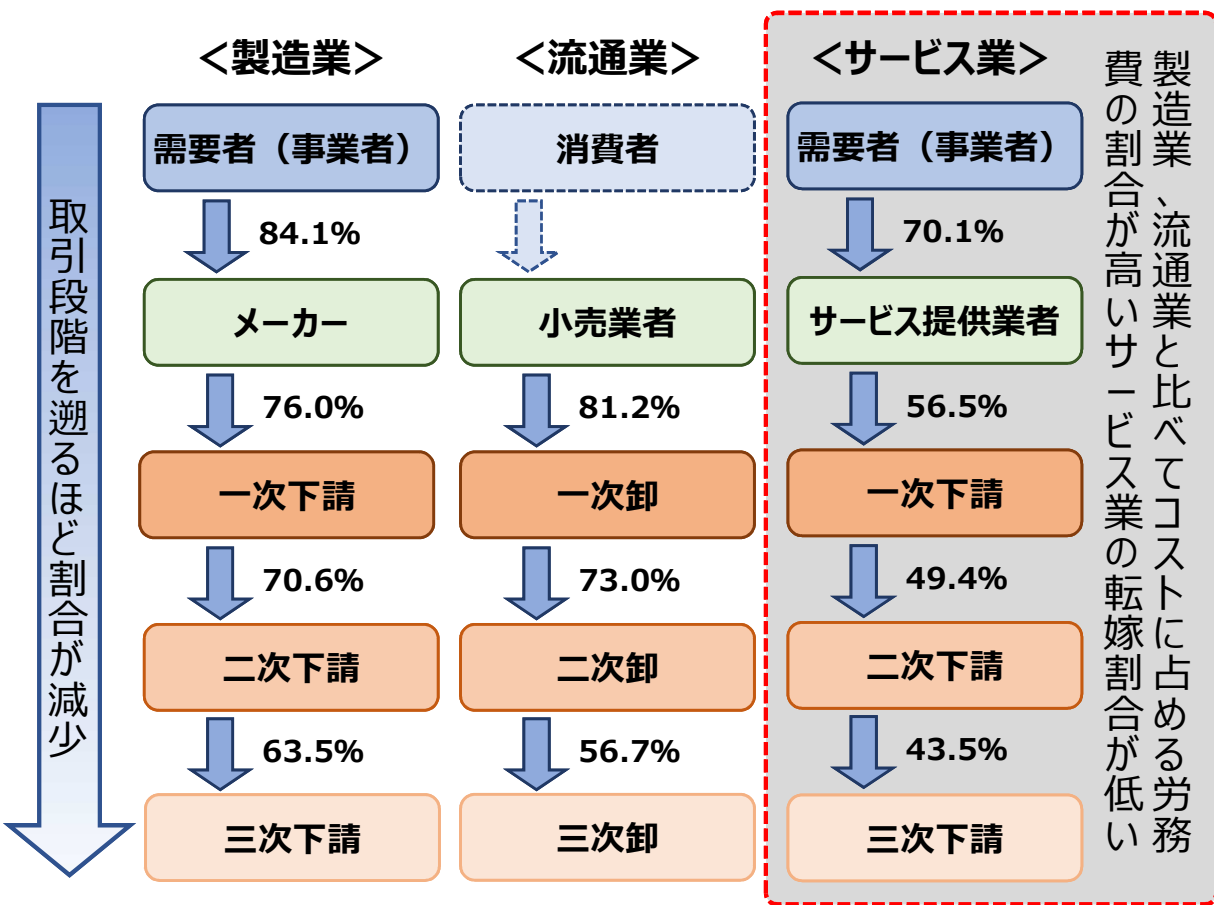 取引段階を遡るほど割合が減少
＜製造業＞
需要者（事業者）
84.1%
メーカー
76.0%
一次下請
70.6%
二次下請
63.5%
三次下請
＜流通業＞
消費者
小売業者
81.2%
一次卸
73.0%
二次卸
56.7%
三次卸
＜サービス業＞
需要者（事業者）
70.1%
サービス提供業者
56.5%
一次下請
49.4%
二次下請
43.5%
三次下請
製造業、流通業と比べてコストに占める労務
費の割合が高いサービス業の転嫁割合が低い